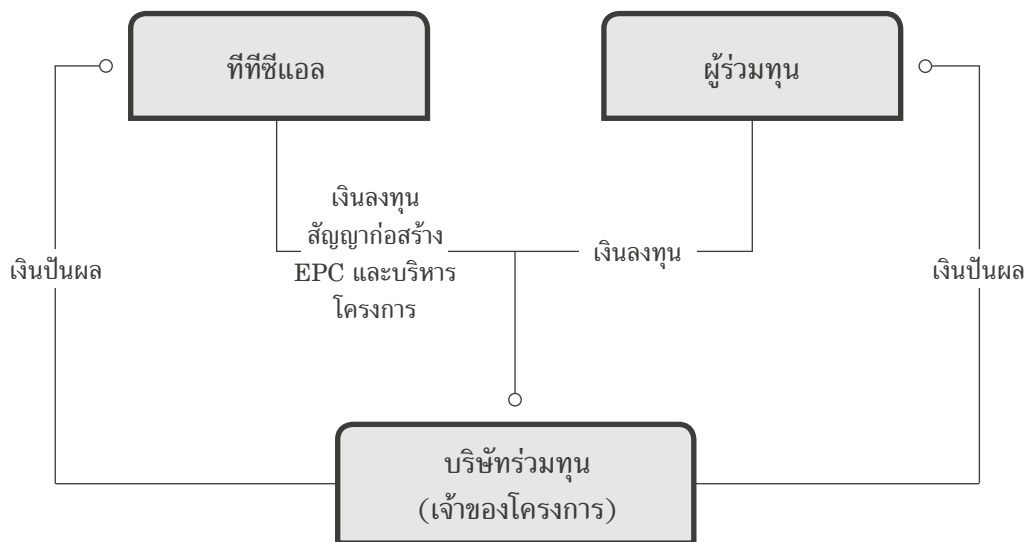 ทีทีซีแอล
ผู้ร่วมทุน
เงินลงทุน
สัญญาก่อสร้าง
EPC และบริหาร
โครงการ
เงินลงทุน
เงินปันผล
เงินปันผล
บริษัทร่วมทุน
(เจ้าของโครงการ)